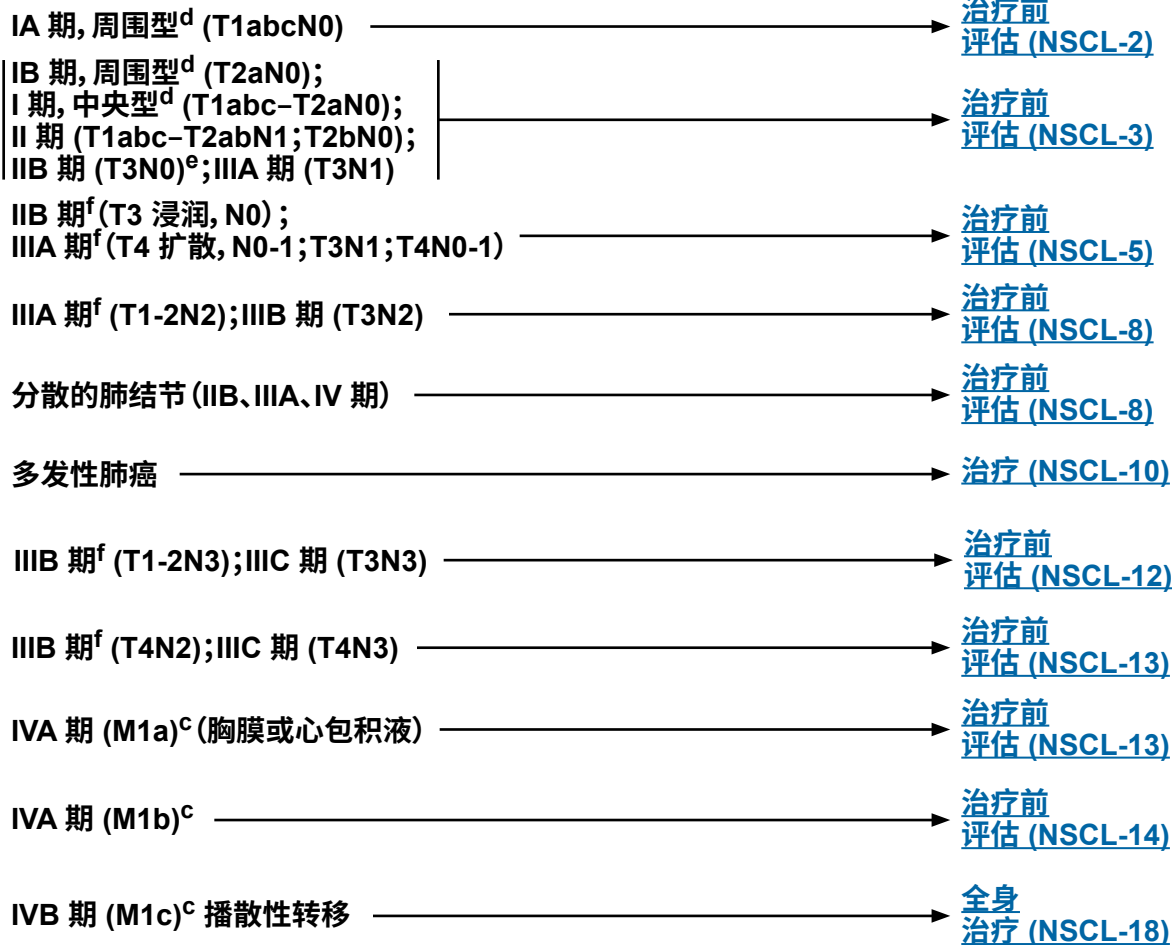 IA 期，周围型d (T1abcN0)
治疗前
评估 (NSCL-2)
IB 期，周围型d (T2aN0)；
I 期，中央型d (T1abc–T2aN0)；
II 期 (T1abc–T2abN1；T2bN0)；
IIB 期 (T3N0)e；IIIA 期 (T3N1)
治疗前
评估 (NSCL-3)
IIB 期f（T3 浸润，N0）；
IIIA 期f（T4 扩散，N0-1；T3N1；T4N0-1）
治疗前
评估 (NSCL-5)
IIIA 期f (T1-2N2)；IIIB 期 (T3N2)
治疗前
评估 (NSCL-8)
分散的肺结节（IIB、IIIA、IV 期）
治疗前
评估 (NSCL-8)
多发性肺癌
治疗 (NSCL-10)
IIIB 期f (T1-2N3)；IIIC 期 (T3N3)
治疗前
评估 (NSCL-12)
IIIB 期f (T4N2)；IIIC 期 (T4N3)
治疗前
评估 (NSCL-13)
IVA 期 (M1a)c（胸膜或心包积液）
治疗前
评估 (NSCL-13)
IVA 期 (M1b)c
治疗前
评估 (NSCL-14)
IVB 期 (M1c)c 播散性转移
全身
治疗 (NSCL-18)